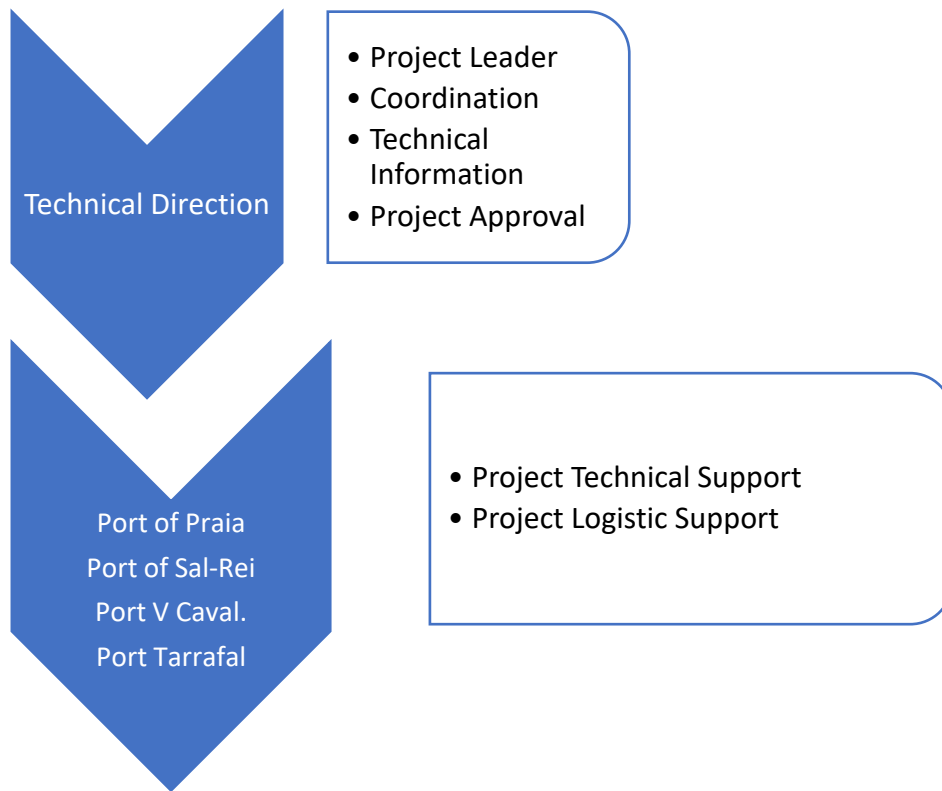 • Project Leader
• Coordination
• Technical
Information
• Project Approval
Technical Direction
• Project Technical Support
• Project Logistic Support
Port of Praia
Port of Sal-Rei
Port V Caval.
Port Tarrafal